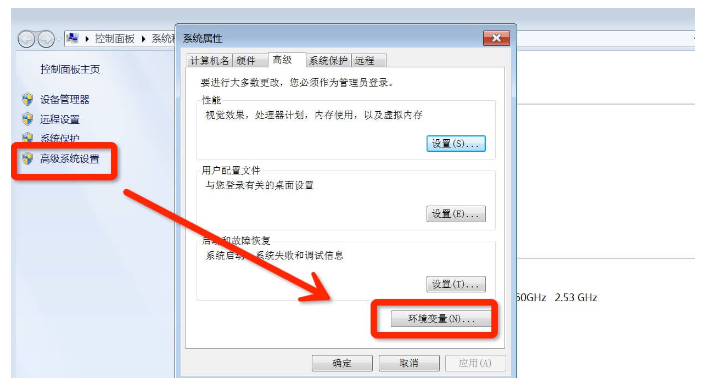 控制面板 ▶ 系统
控制面板主页
设备管理器
远程设置
系统保护
高级系统设置
系统属性
计算机名 硬件 高级 系统保护 远程
要进行大多数更改，您必须作为管理员登录。
性能
视觉效果，处理器计划，内存使用，以及虚拟内存
设置(S)...
用户配置文件
与您登录有关的桌面设置
设置(E)...
启动和故障恢复
系统启动、系统失败和调试信息
设置(T)...
环境变量(N)...
确定 取消 应用(A)
50GHz 2.53 GHz